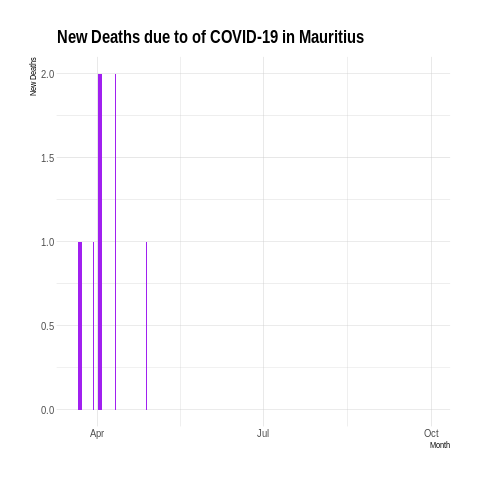 New Deaths due to of COVID-19 in Mauritius
New Deaths
2.0
1.5
1.0
0.5
0.0
Apr
Jul
Oct
Month